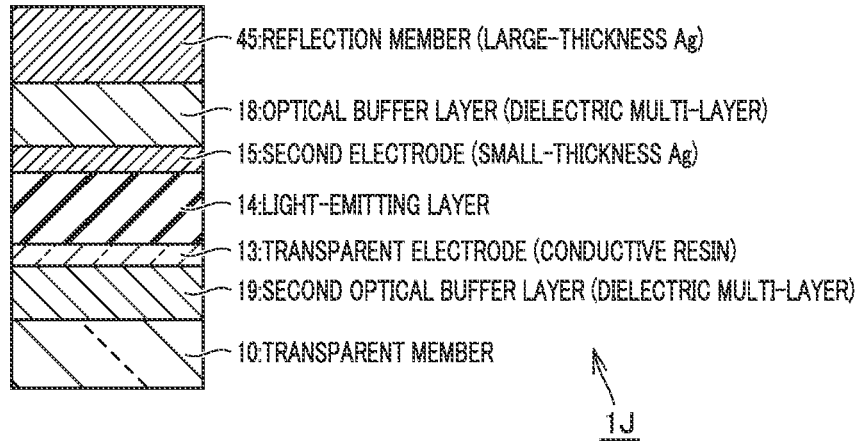 45:REFLECTION MEMBER (LARGE-THICKNESS Ag)
18:OPTICAL BUFFER LAYER (DIELECTRIC MULTI-LAYER)
15:SECOND ELECTRODE (SMALL-THICKNESS Ag)
14:LIGHT-EMITTING LAYER
13:TRANSPARENT ELECTRODE (CONDUCTIVE RESIN)
19:SECOND OPTICAL BUFFER LAYER (DIELECTRIC MULTI-LAYER)
10:TRANSPARENT MEMBER
1J